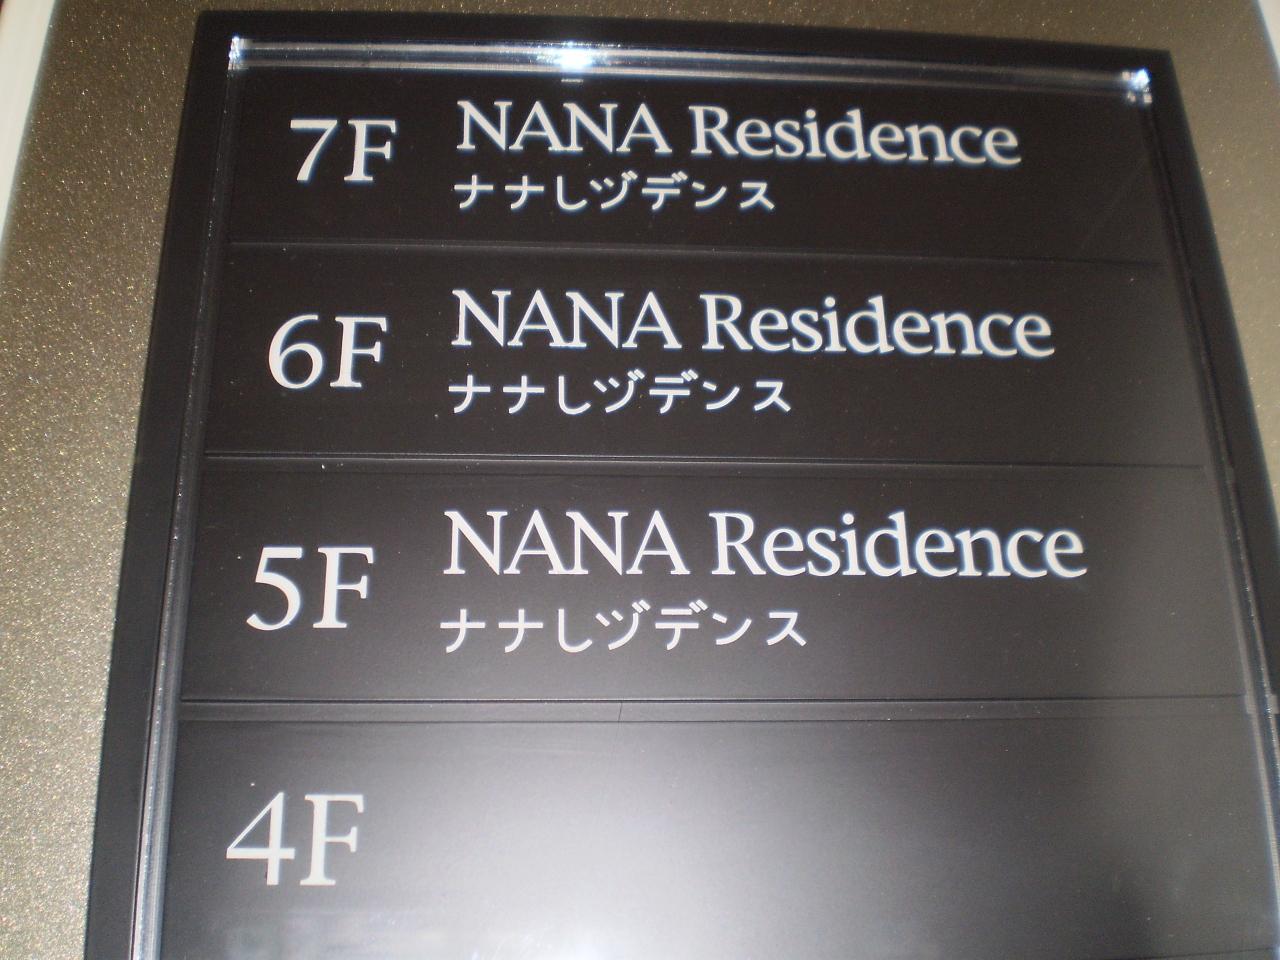 7F NANA Residence
ナナしヅデンス
6F NANA Residence
ナナしヅデンス
5F NANA Residence
ナナしヅデンス
4F